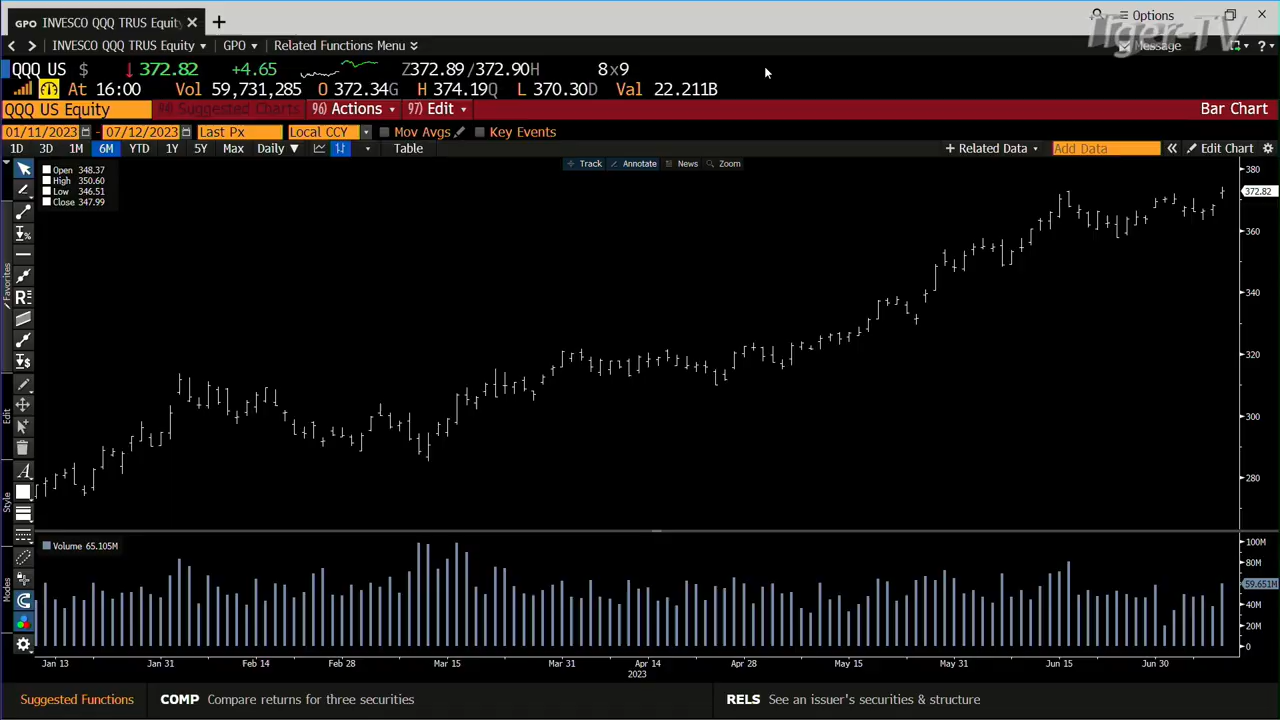 GPO INVESCO QQQ TRUS Equity × +
Options
Tiger-TV
INVESCO QQQ TRUS Equity GPO Related Functions Menu
Message ?
QQQ US $ ↓ 372.82 +4.65 Z372.89/372.90H 8x9
At 16:00 Vol 59,731,285 O 372.34G H 374.19Q L 370.30D Val 22.211B
QQQ US Equity 98) Suggested Charts 96) Actions 97) Edit Bar Chart
01/11/2023 - 07/12/2023 Last Px Local CCY Mov Avgs Key Events
1D 3D 1M 6M YTD 1Y 5Y Max Daily ▼ Table + Related Data Add Data « Edit Chart
Track Annotate News Zoom
Open 348.37
High 350.60
Low 346.51
Close 347.99
380
372.82
360
340
320
300
280
Favorites
Edit
Style
Modes
Volume 65.105M
100M
80M
59.651M
40M
20M
0
Jan 13 Jan 31 Feb 14 Feb 28 Mar 15 Mar 31 Apr 14 Apr 28 May 15 May 31 Jun 15 Jun 30
2023
Suggested Functions COMP Compare returns for three securities RELS See an issuer's securities & structure